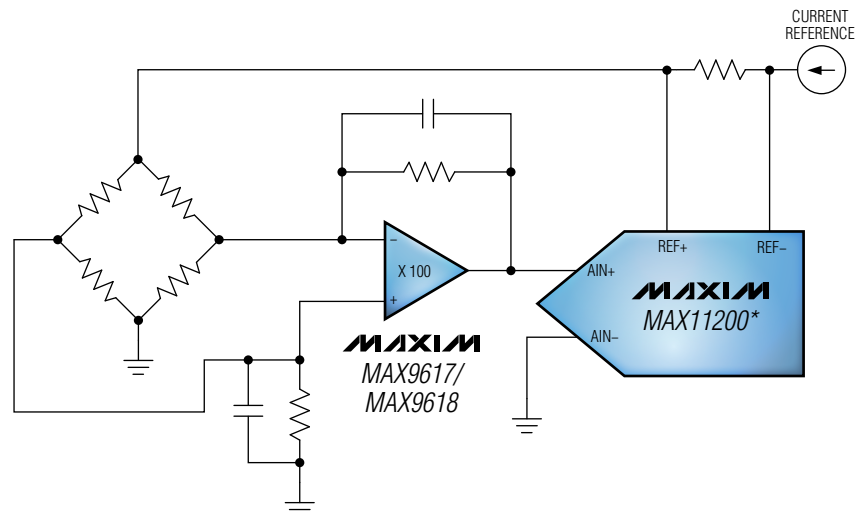 CURRENT
REFERENCE
REF+
REF−
AIN+
−
X 100
+
MAXIM
MAX11200*
AIN−
MAXIM
MAX9617/
MAX9618